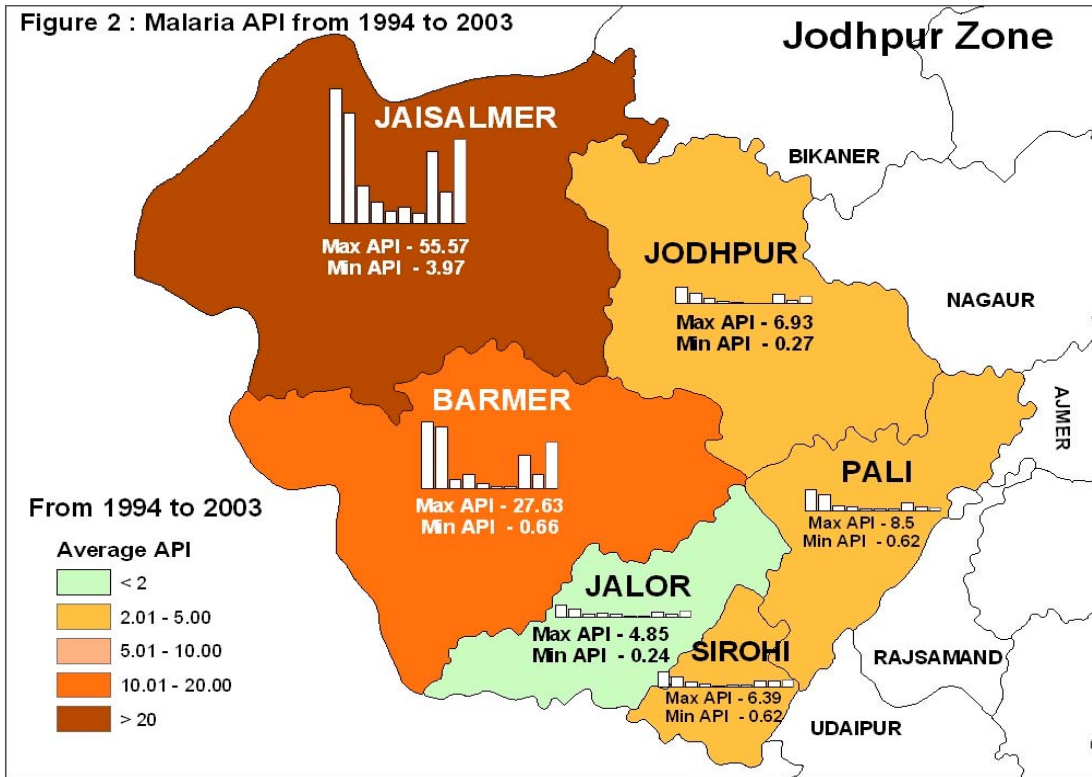 Figure 2 : Malaria API from 1994 to 2003
Jodhpur Zone
JAISALMER
Max API - 55.57
Min API - 3.97
BIKANER
JODHPUR
Max API - 6.93
Min API - 0.27
NAGAUR
AJMER
BARMER
Max API - 27.63
Min API - 0.66
PALI
Max API - 8.5
Min API - 0.62
JALOR
Max API - 4.85
Min API - 0.24
SIROHI
Max API - 6.39
Min API - 0.62
RAJSAMAND
UDAIPUR
From 1994 to 2003
Average API
< 2
2.01 - 5.00
5.01 - 10.00
10.01 - 20.00
> 20